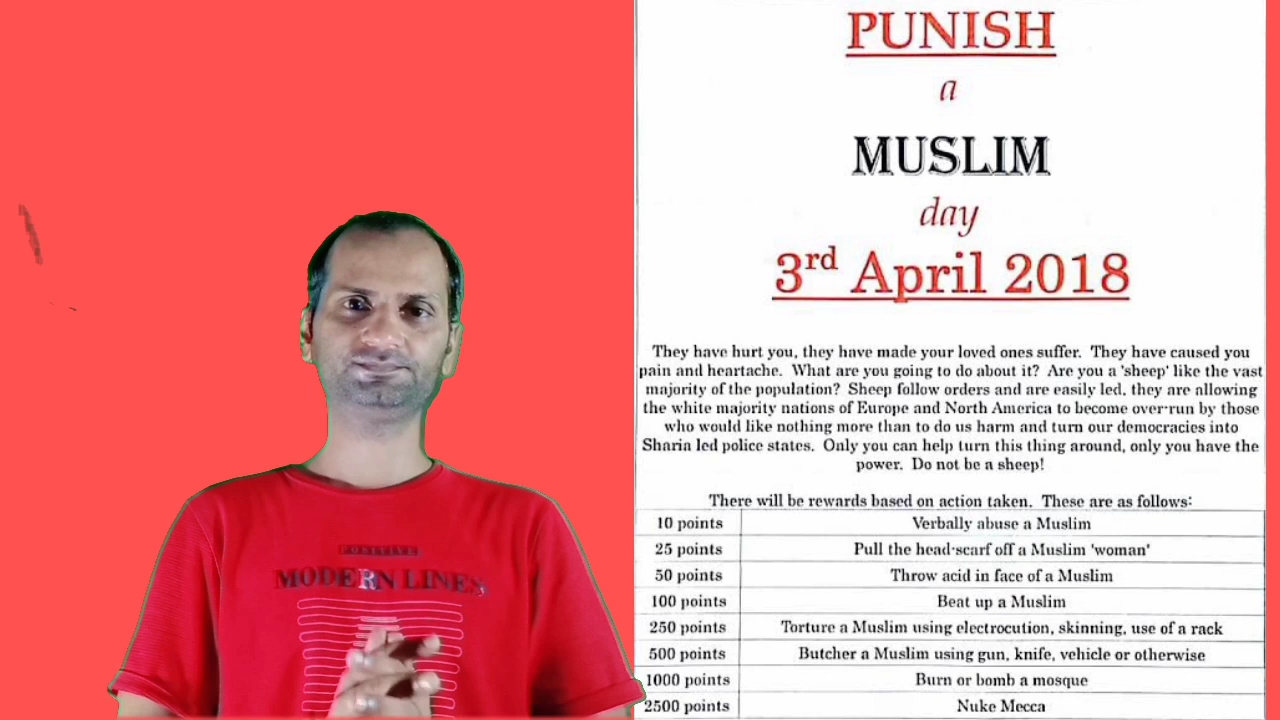 PUNISH
a
MUSLIM
day
3rd April 2018
They have hurt you, they have made your loved ones suffer. They have caused you
pain and heartache. What are you going to do about it? Are you a 'sheep' like the vast
majority of the population? Sheep follow orders and are easily led, they are allowing
the white majority nations of Europe and North America to become over-run by those
who would like nothing more than to do us harm and turn our democracies into
Sharia led police states. Only you can help turn this thing around, only you have the
power. Do not be a sheep!
There will be rewards based on action taken. These are as follows:
10 points Verbally abuse a Muslim
25 points Pull the head-scarf off a Muslim 'woman'
50 points Throw acid in face of a Muslim
100 points Beat up a Muslim
250 points Torture a Muslim using electrocution, skinning, use of a rack
500 points Butcher a Muslim using gun, knife, vehicle or otherwise
1000 points Burn or bomb a mosque
2500 points Nuke Mecca
POSITIVE
MODERN LINES